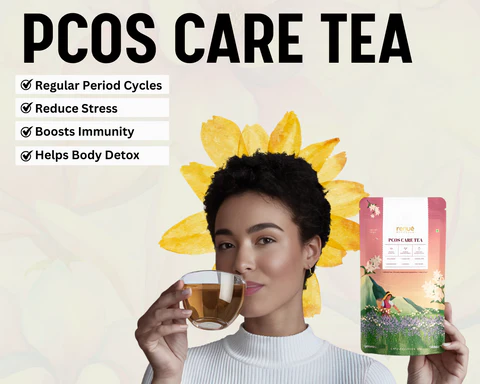 PCOS CARE TEA
Regular Period Cycles
Reduce Stress
Boosts Immunity
Helps Body Detox
PCOS CARE TEA